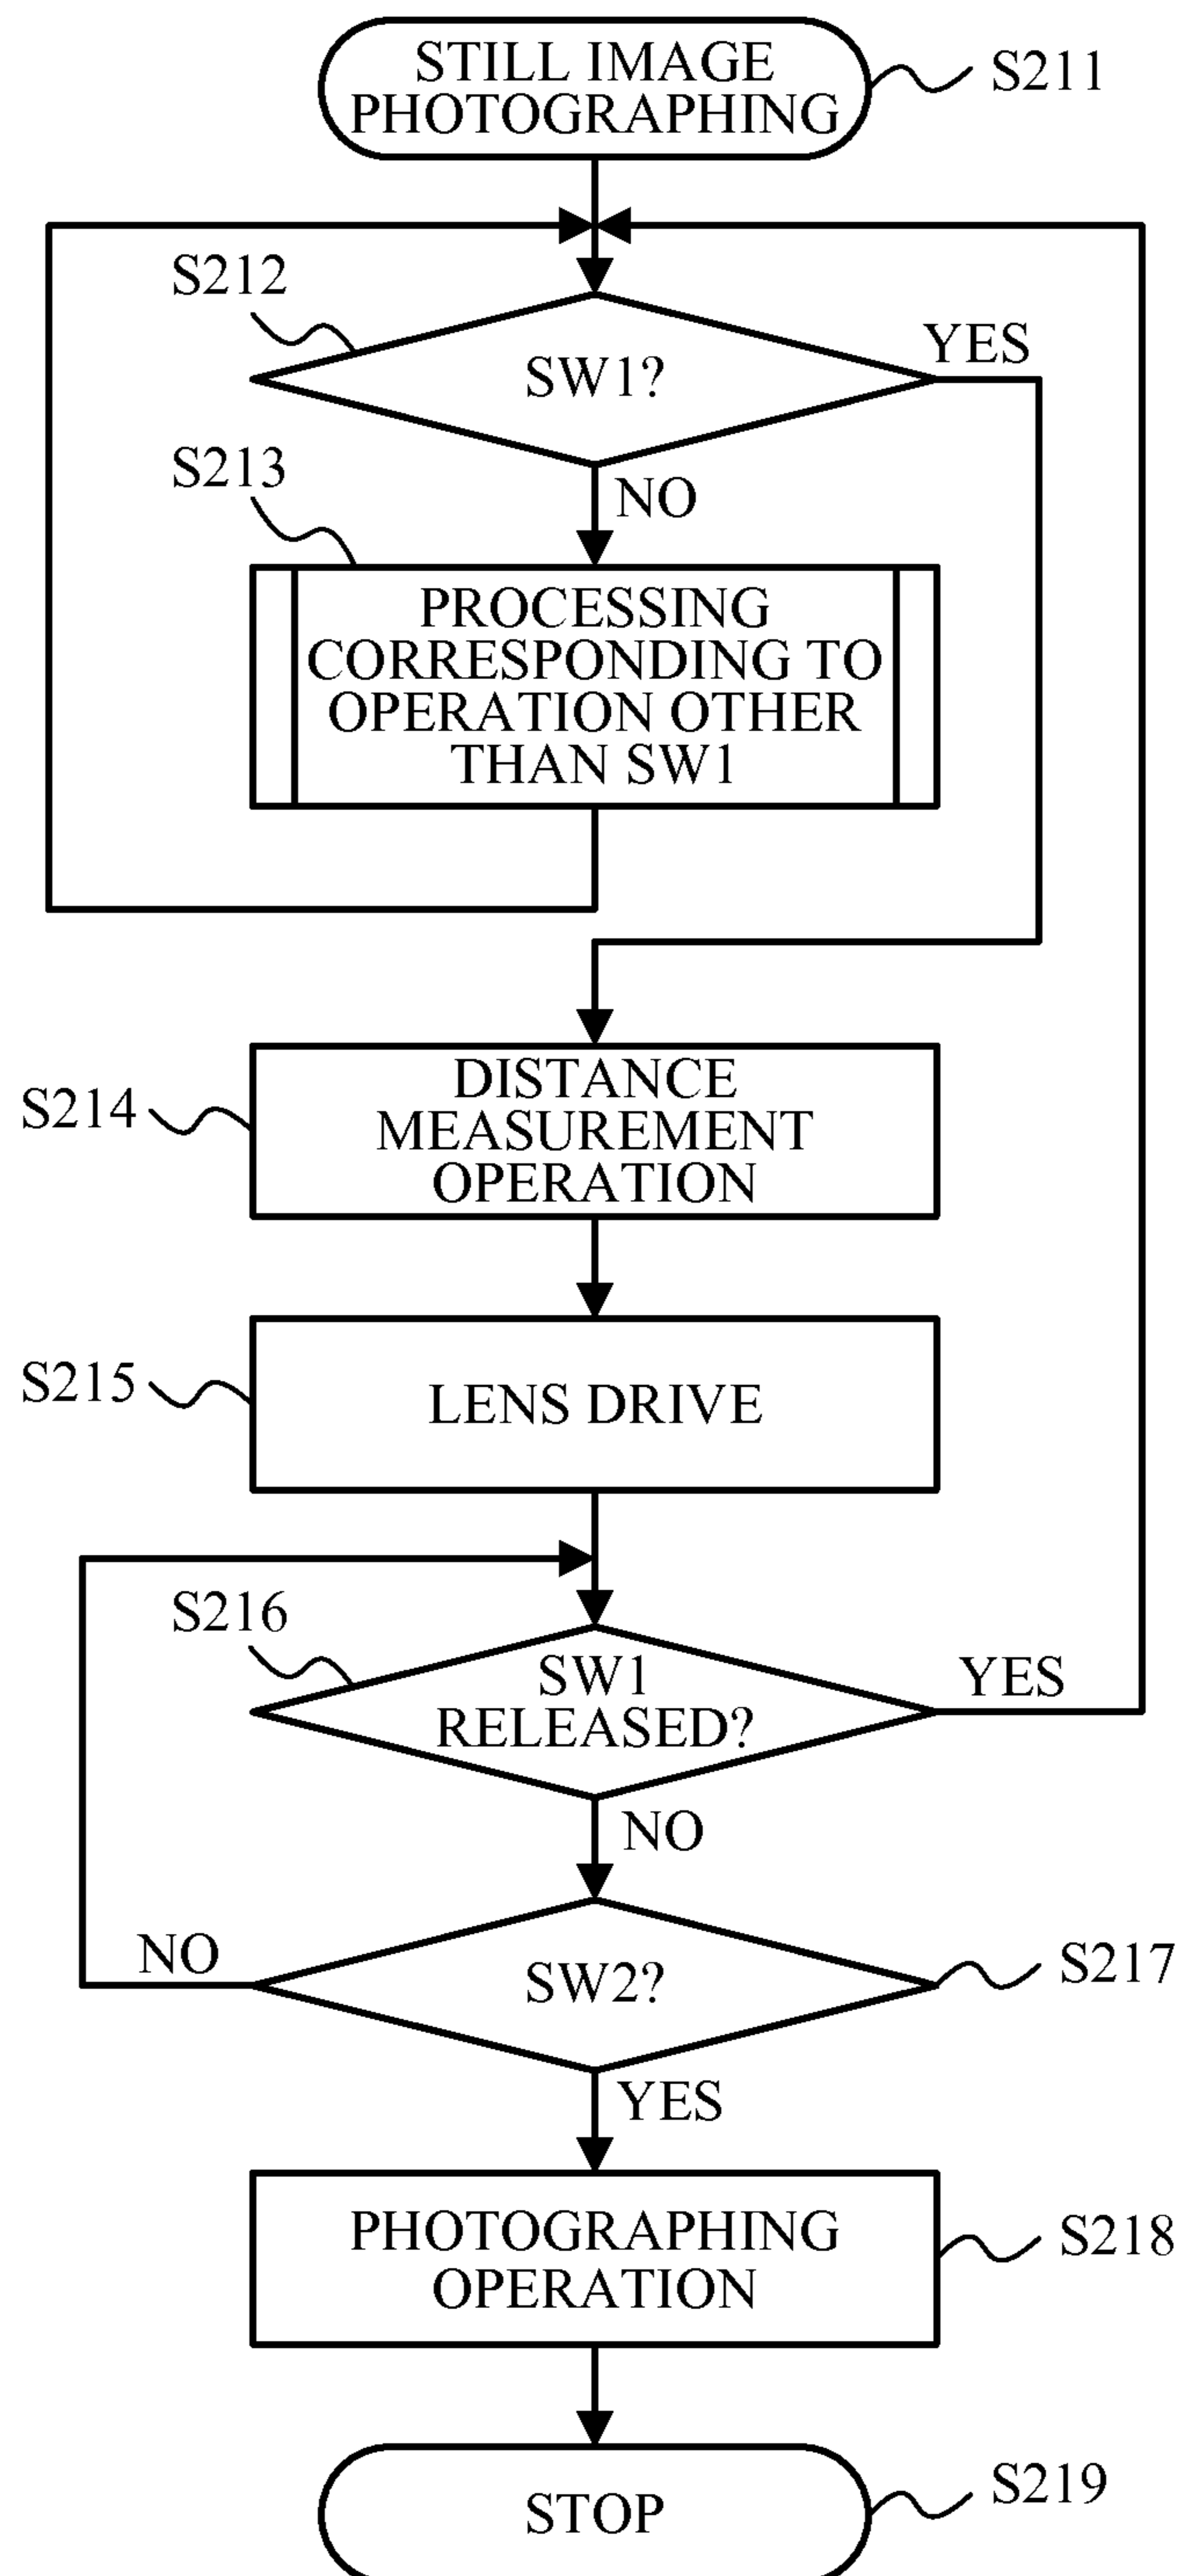 STILL IMAGE
PHOTOGRAPHING
S211
S212
SW1?
YES
NO
S213
PROCESSING
CORRESPONDING TO
OPERATION OTHER
THAN SW1
S214
DISTANCE
MEASUREMENT
OPERATION
S215
LENS DRIVE
S216
SW1
RELEASED?
YES
NO
SW2?
NO
S217
YES
PHOTOGRAPHING
OPERATION
S218
STOP
S219